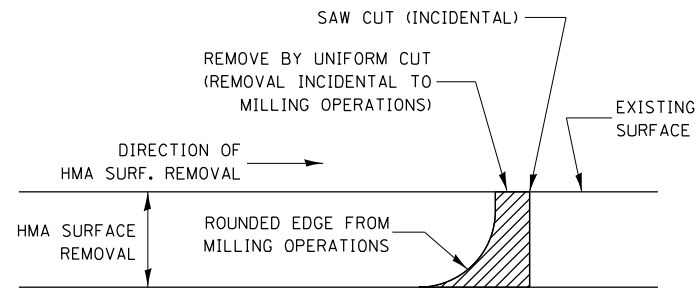 SAW CUT (INCIDENTAL)
REMOVE BY UNIFORM CUT
(REMOVAL INCIDENTAL TO
MILLING OPERATIONS)
EXISTING
SURFACE
DIRECTION OF
HMA SURF. REMOVAL
HMA SURFACE
REMOVAL
ROUNDED EDGE FROM
MILLING OPERATIONS